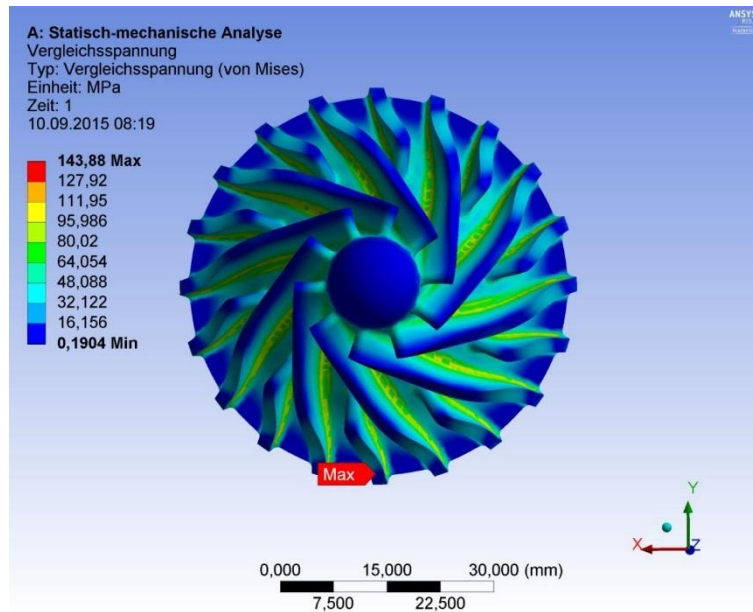 ANSYS
A: Statisch-mechanische Analyse
Vergleichsspannung
Typ: Vergleichsspannung (von Mises)
Einheit: MPa
Zeit: 1
10.09.2015 08:19
143,88 Max
127,92
111,95
95,986
80,02
64,054
48,088
32,122
16,156
0,1904 Min
Max
Y
X
Z
0,000
15,000
30,000 (mm)
7,500
22,500